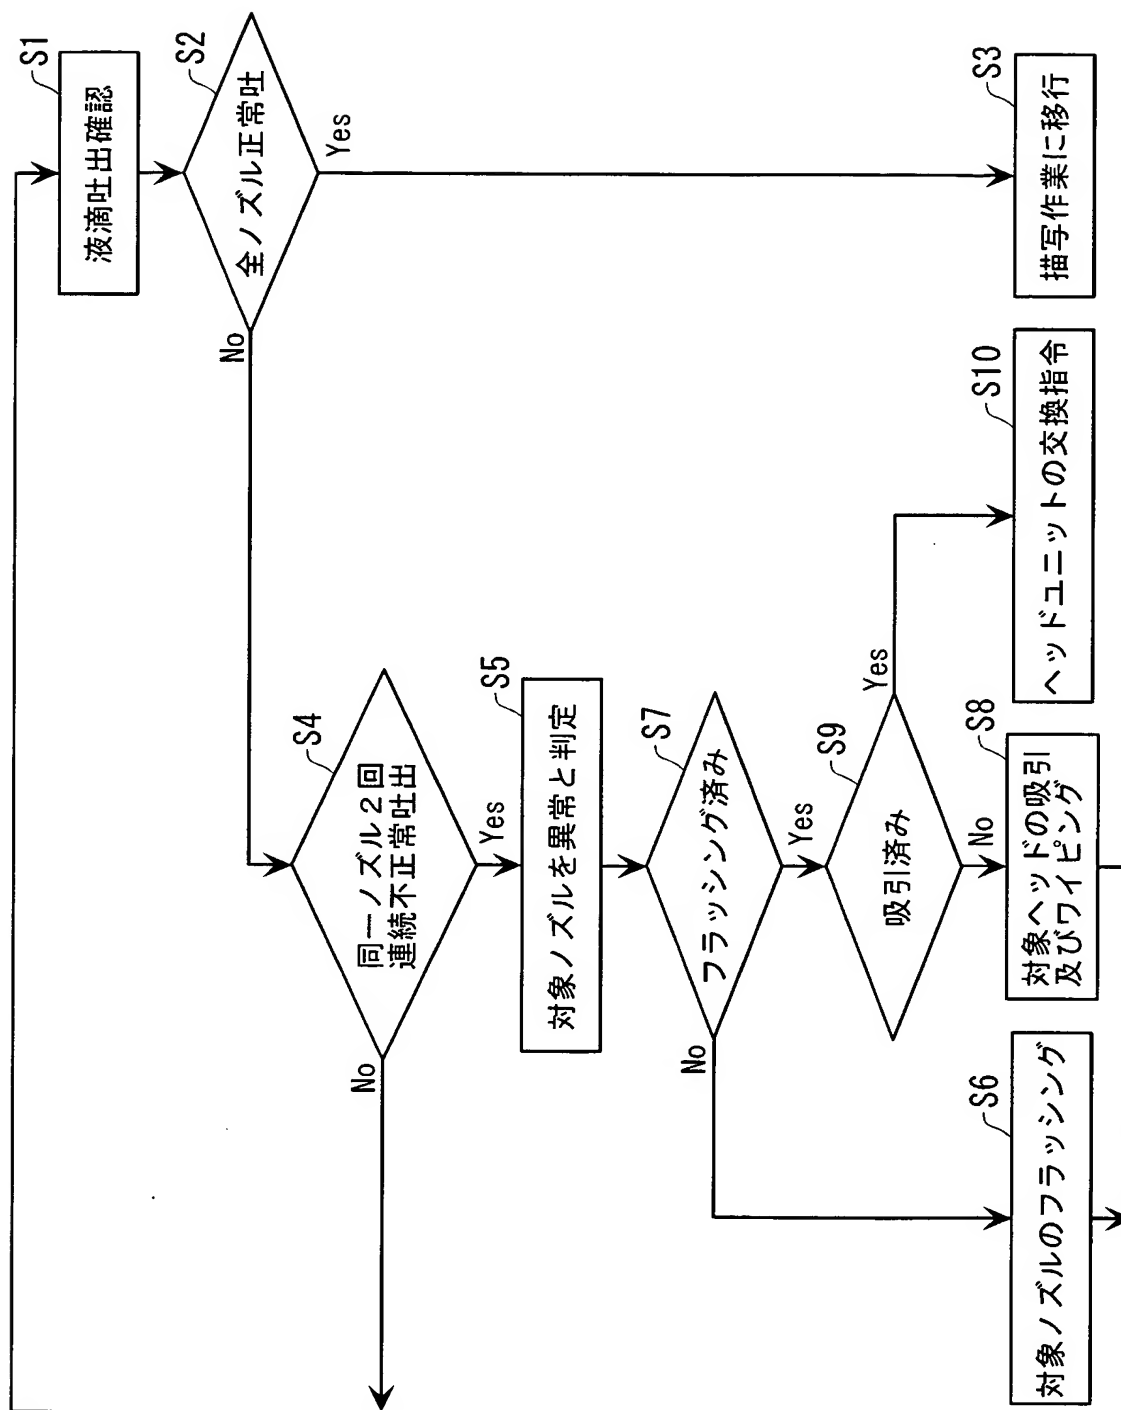 S1
液滴吐出確認
S2
全ノズル正常吐
Yes
No
S3
描写作業に移行
S4
同一ノズル2回
連続不正常吐出
No
Yes
S5
対象ノズルを異常と判定
S7
フラッシング済み
No
Yes
S9
吸引済み
Yes
No
S10
ヘッドユニットの交換指令
S8
対象ヘッドの吸引
及びワイピング
S6
対象ノズルのフラッシング